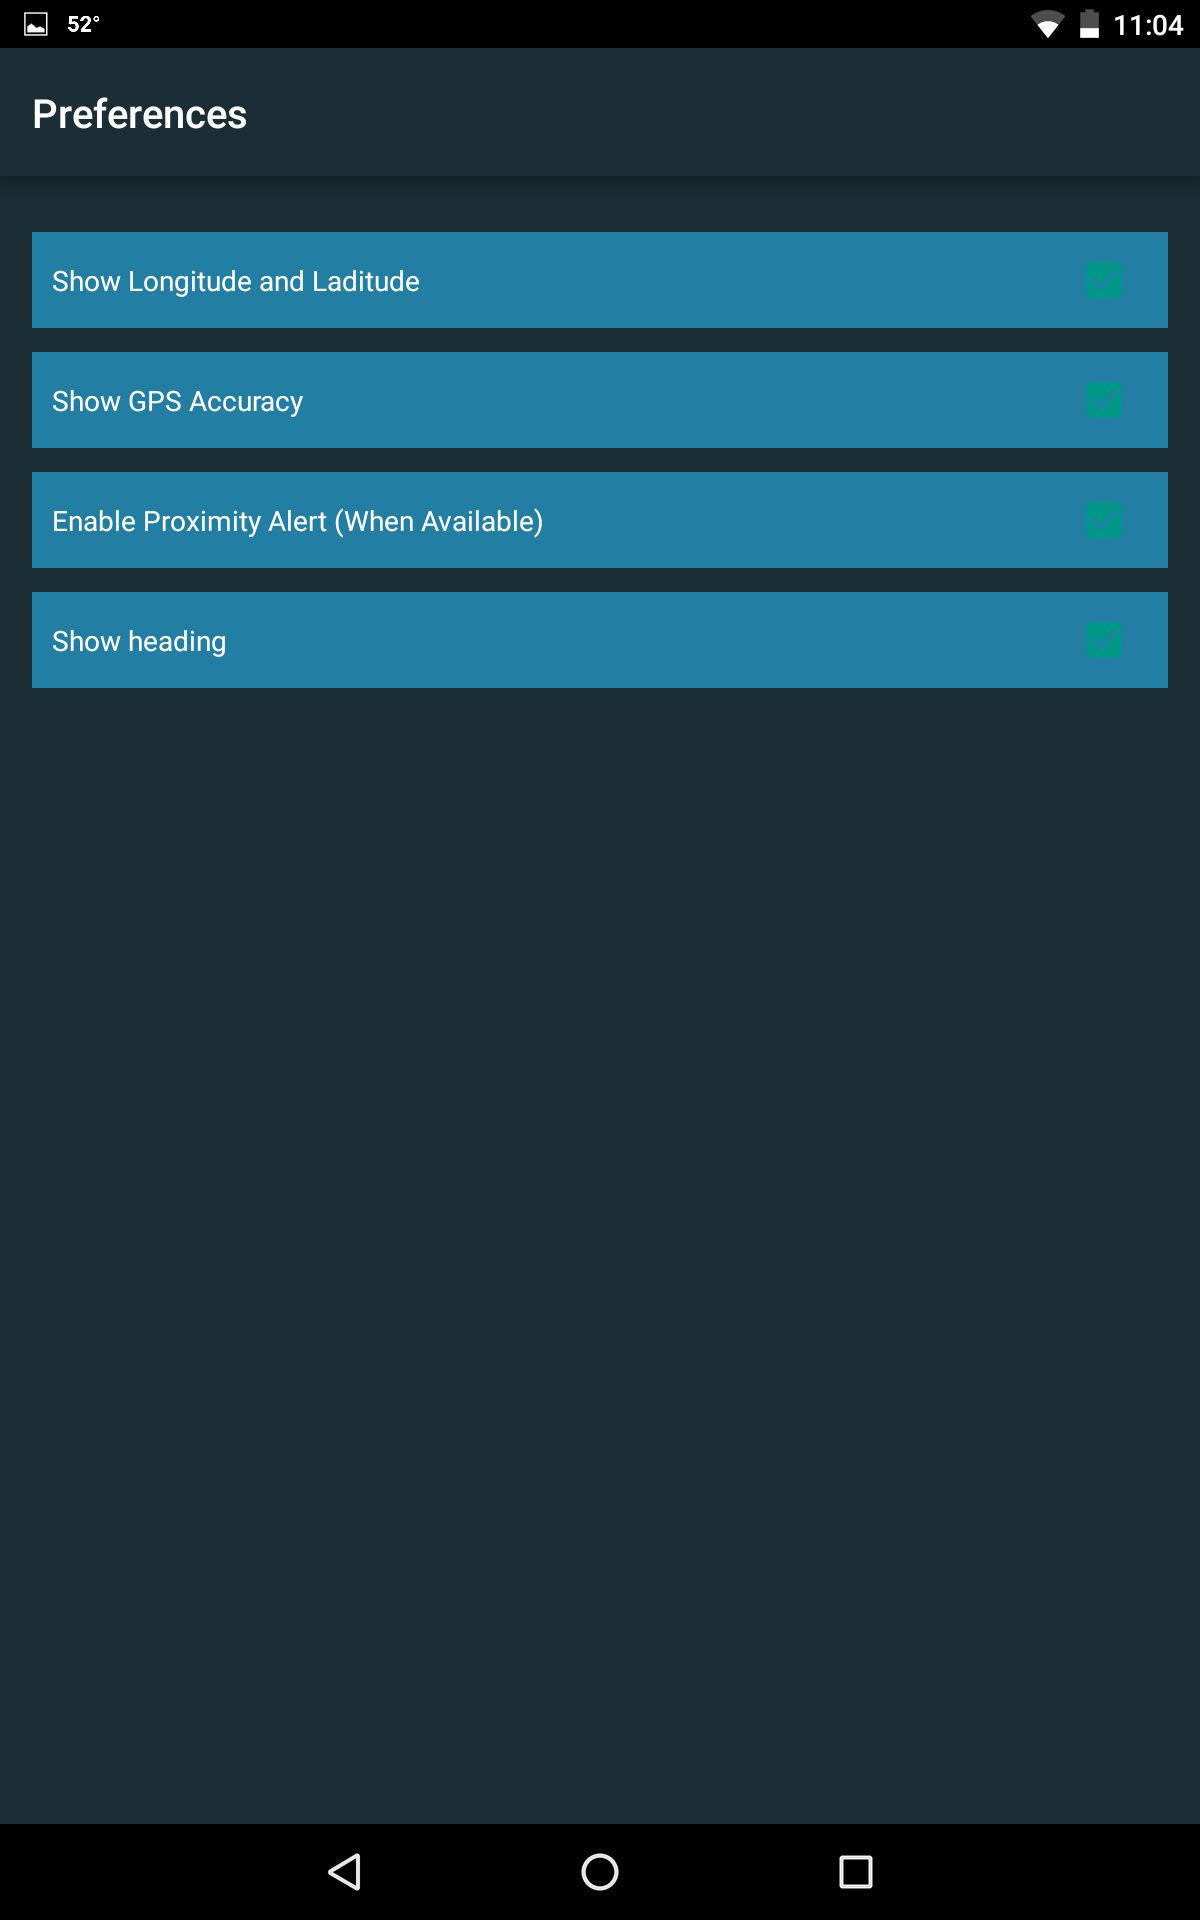 52°
11:04
Preferences
Show Longitude and Laditude
Show GPS Accuracy
Enable Proximity Alert (When Available)
Show heading